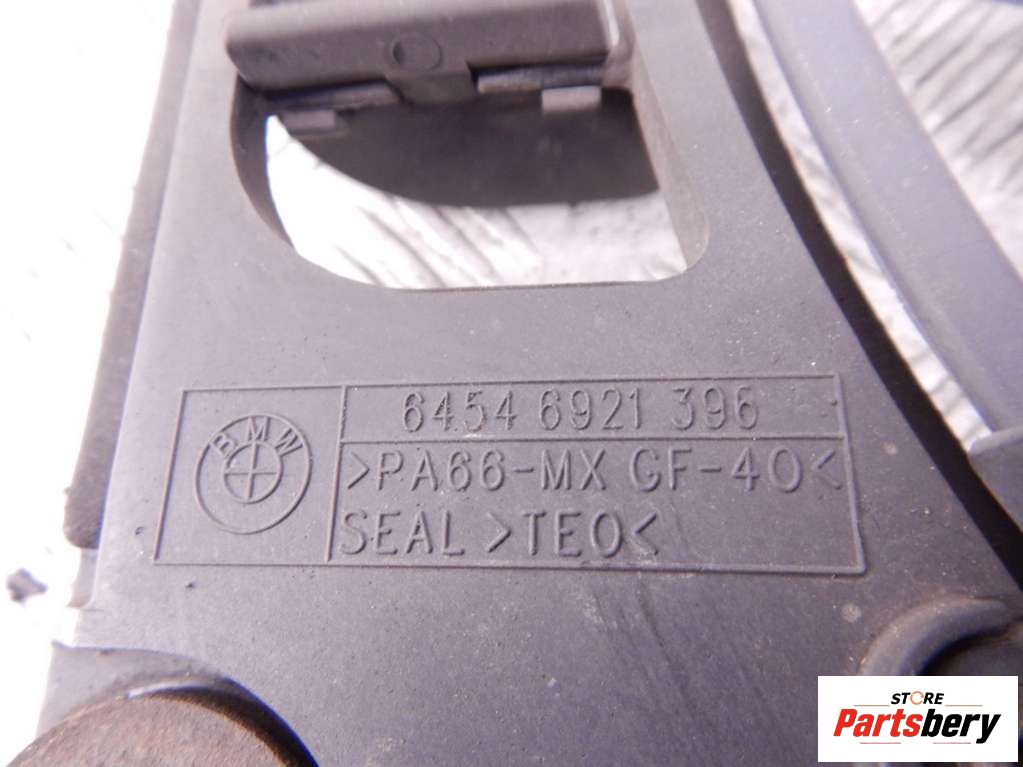 BMW
6454 6921 396
>PA66-MX GF-40<
SEAL >TEO<
STORE
Partsbery